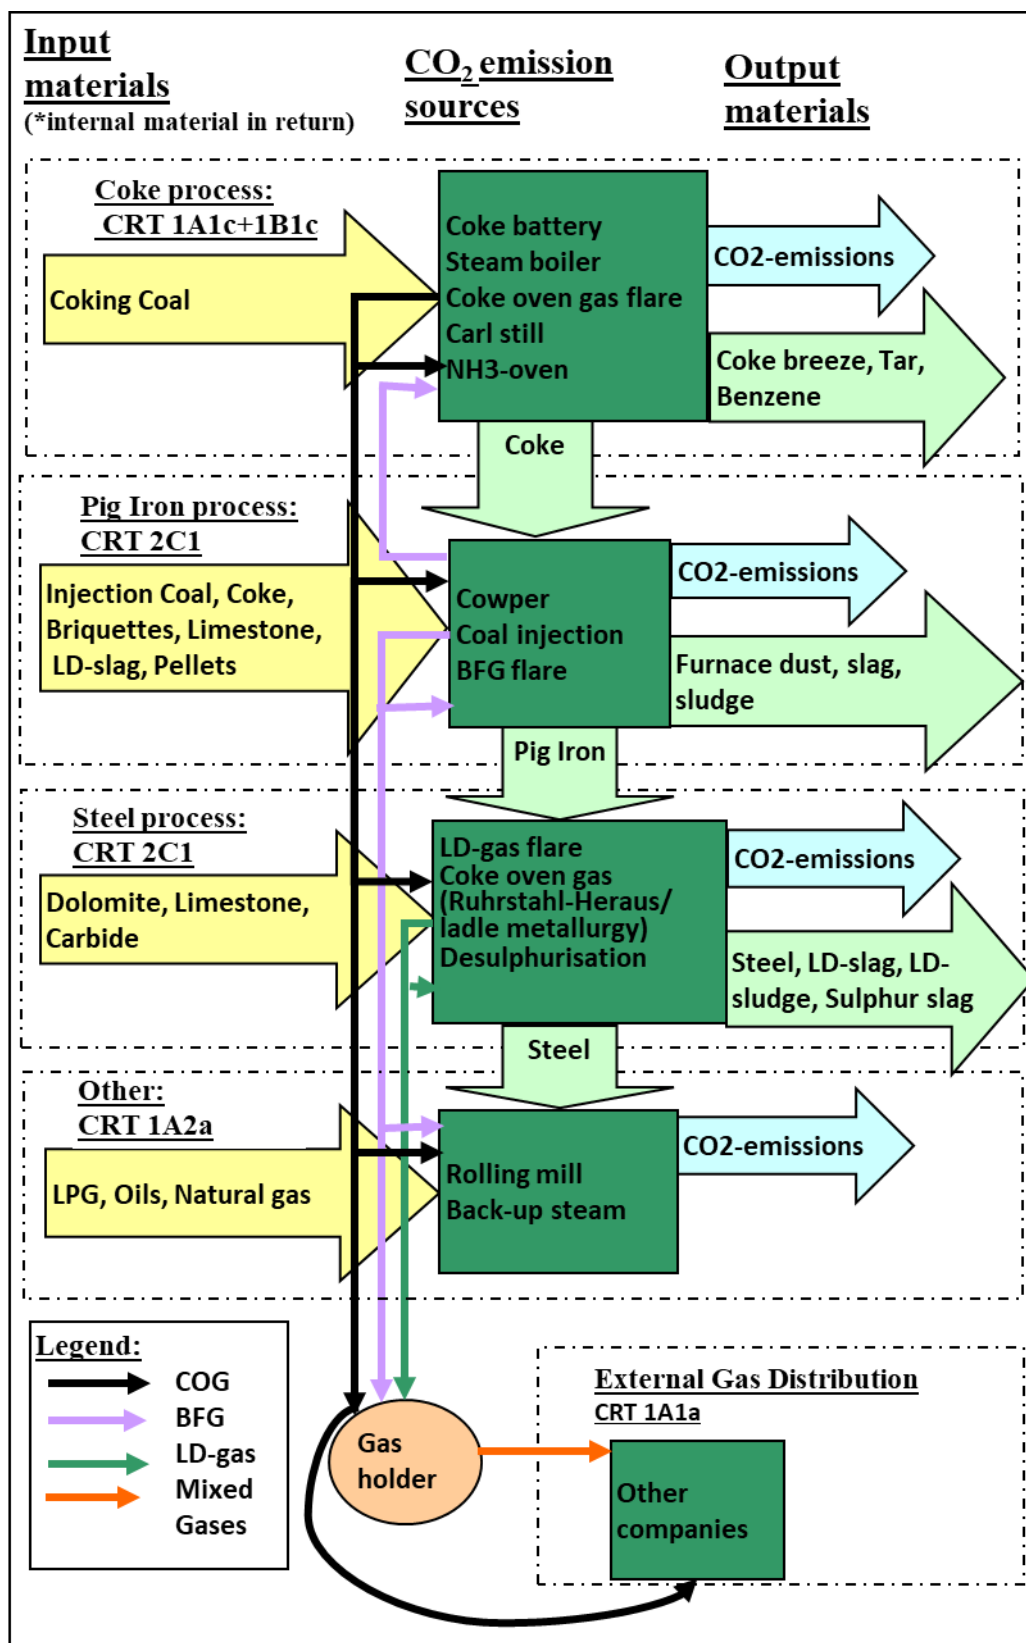 Input
materials
(*internal material in return)
CO2 emission
sources
Output
materials
Coke process:
CRT 1A1c+1B1c
Coking Coal
Coke battery
Steam boiler
Coke oven gas flare
Carl still
NH3-oven
CO2-emissions
Coke breeze, Tar,
Benzene
Coke
Pig Iron process:
CRT 2C1
Injection Coal, Coke,
Briquettes, Limestone,
LD-slag, Pellets
Cowper
Coal injection
BFG flare
CO2-emissions
Furnace dust, slag,
sludge
Pig Iron
Steel process:
CRT 2C1
Dolomite, Limestone,
Carbide
LD-gas flare
Coke oven gas
(Ruhrstahl-Heraus/
ladle metallurgy)
Desulphurisation
CO2-emissions
Steel, LD-slag, LD-
sludge, Sulphur slag
Steel
Other:
CRT 1A2a
LPG, Oils, Natural gas
Rolling mill
Back-up steam
CO2-emissions
Legend:
COG
BFG
LD-gas
Mixed
Gases
Gas
holder
External Gas Distribution
CRT 1A1a
Other
companies